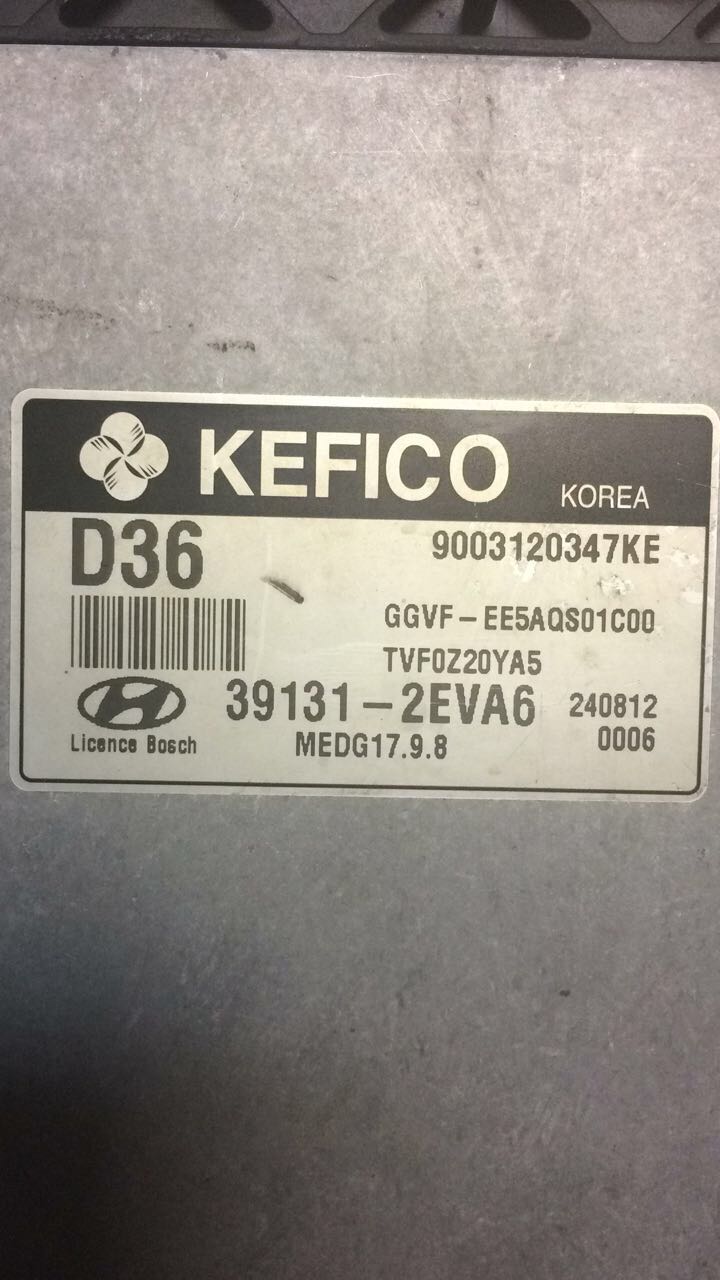 KEFICO KOREA
D36 9003120347KE
GGVF-EE5AQS01C00
TVF0Z20YA5
39131-2EVA6 240812
Licence Bosch MEDG17.9.8 0006